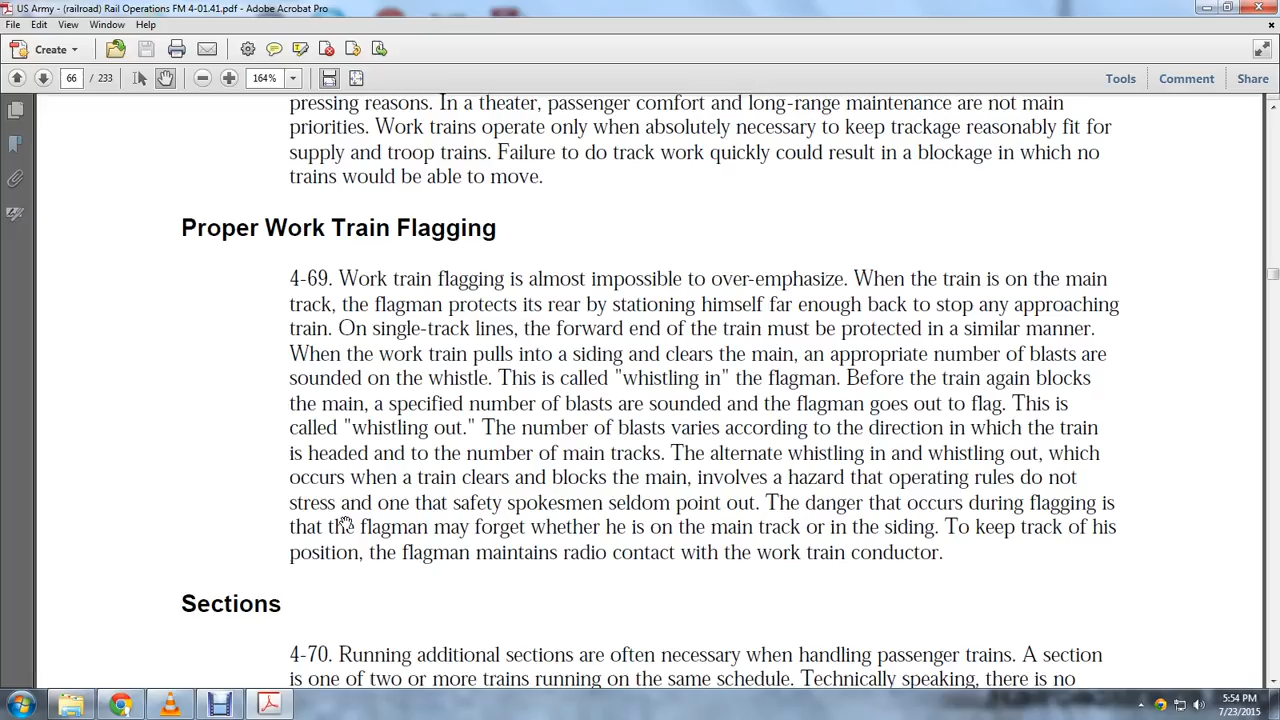 US Army - (railroad) Rail Operations FM 4-01.41.pdf - Adobe Acrobat Pro
File Edit View Window Help
Create
66 / 233
164%
Tools Comment Share
pressing reasons. In a theater, passenger comfort and long-range maintenance are not main
priorities. Work trains operate only when absolutely necessary to keep trackage reasonably fit for
supply and troop trains. Failure to do track work quickly could result in a blockage in which no
trains would be able to move.
Proper Work Train Flagging
4-69. Work train flagging is almost impossible to over-emphasize. When the train is on the main
track, the flagman protects its rear by stationing himself far enough back to stop any approaching
train. On single-track lines, the forward end of the train must be protected in a similar manner.
When the work train pulls into a siding and clears the main, an appropriate number of blasts are
sounded on the whistle. This is called "whistling in" the flagman. Before the train again blocks
the main, a specified number of blasts are sounded and the flagman goes out to flag. This is
called "whistling out." The number of blasts varies according to the direction in which the train
is headed and to the number of main tracks. The alternate whistling in and whistling out, which
occurs when a train clears and blocks the main, involves a hazard that operating rules do not
stress and one that safety spokesmen seldom point out. The danger that occurs during flagging is
that the flagman may forget whether he is on the main track or in the siding. To keep track of his
position, the flagman maintains radio contact with the work train conductor.
Sections
4-70. Running additional sections are often necessary when handling passenger trains. A section
is one of two or more trains running on the same schedule. Technically speaking, there is no
5:54 PM
7/23/2015